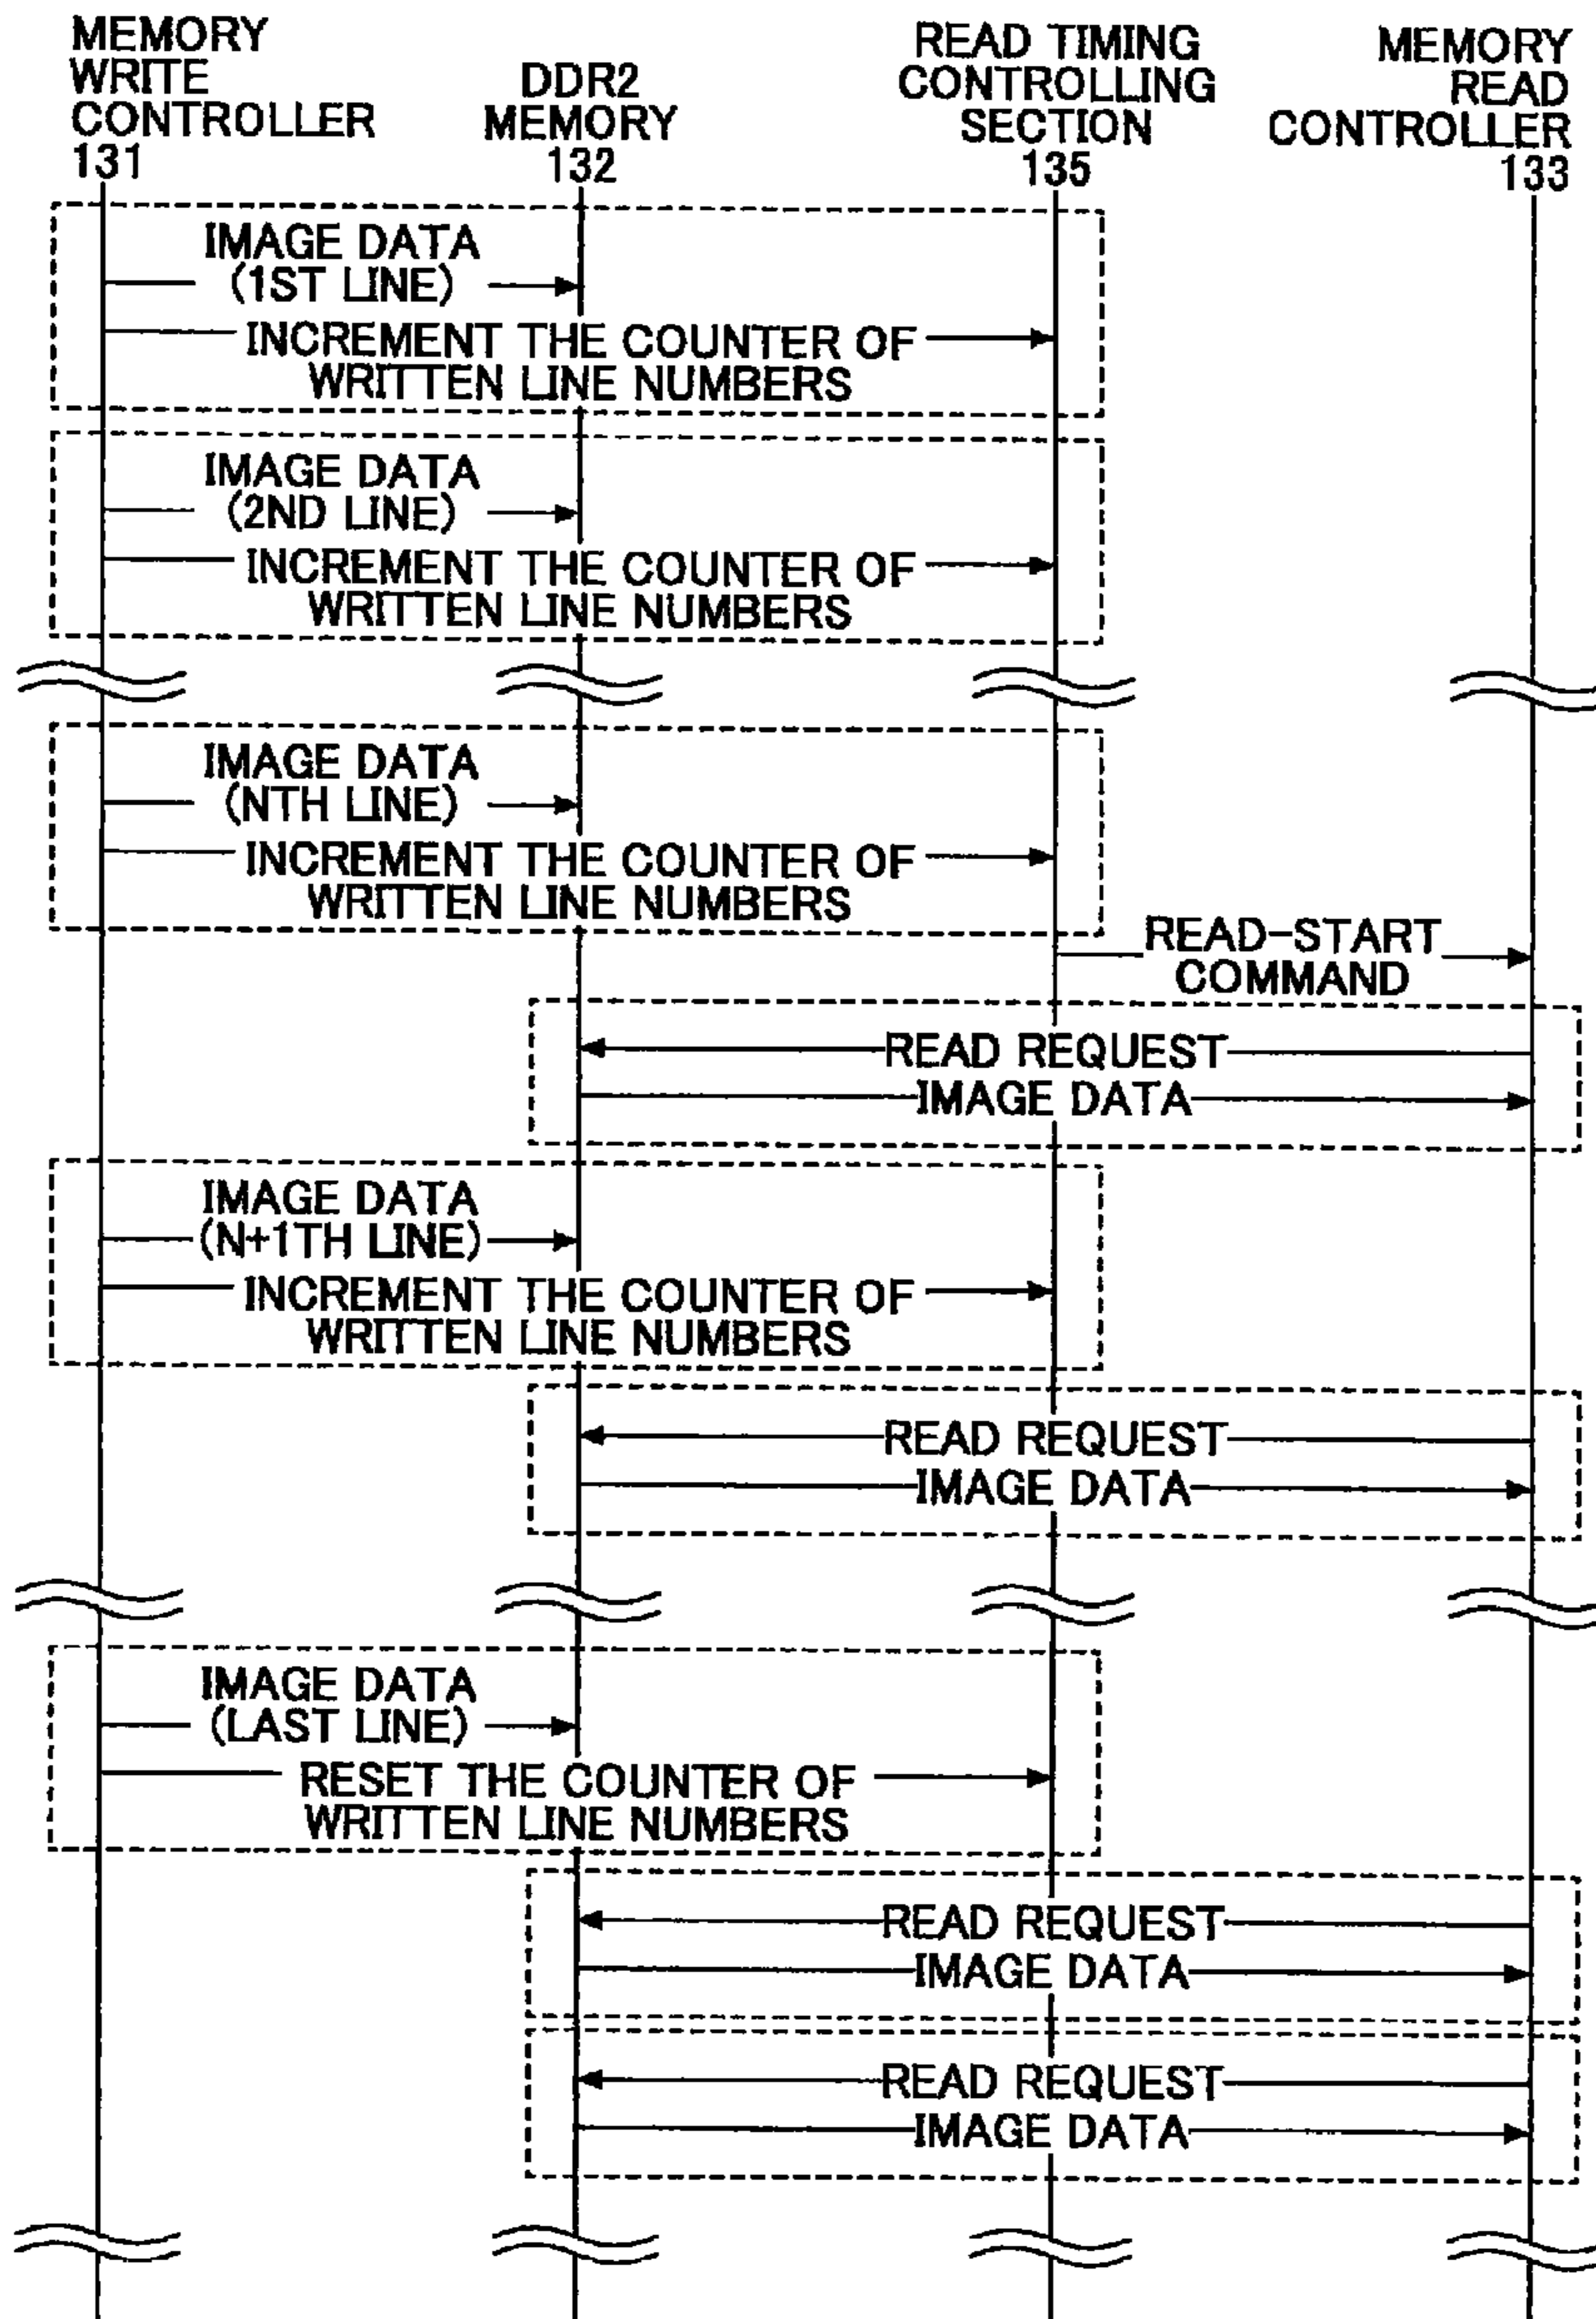 MEMORY
WRITE
CONTROLLER
131
DDR2
MEMORY
132
READ TIMING
CONTROLLING
SECTION
135
MEMORY
READ
CONTROLLER
133
IMAGE DATA
(1ST LINE)
INCREMENT THE COUNTER OF
WRITTEN LINE NUMBERS
IMAGE DATA
(2ND LINE)
INCREMENT THE COUNTER OF
WRITTEN LINE NUMBERS
IMAGE DATA
(NTH LINE)
INCREMENT THE COUNTER OF
WRITTEN LINE NUMBERS
READ-START
COMMAND
READ REQUEST
IMAGE DATA
IMAGE DATA
(N+1TH LINE)
INCREMENT THE COUNTER OF
WRITTEN LINE NUMBERS
READ REQUEST
IMAGE DATA
IMAGE DATA
(LAST LINE)
RESET THE COUNTER OF
WRITTEN LINE NUMBERS
READ REQUEST
IMAGE DATA
READ REQUEST
IMAGE DATA